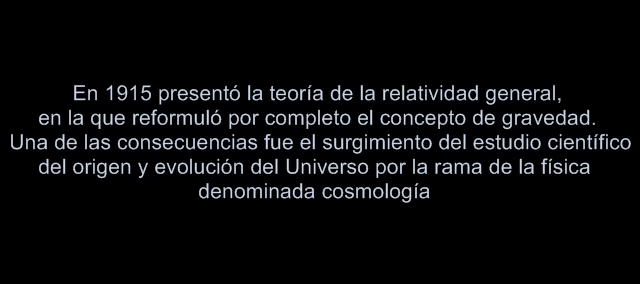 En 1915 presentó la teoría de la relatividad general,
en la que reformuló por completo el concepto de gravedad.
Una de las consecuencias fue el surgimiento del estudio científico
del origen y evolución del Universo por la rama de la física
denominada cosmología